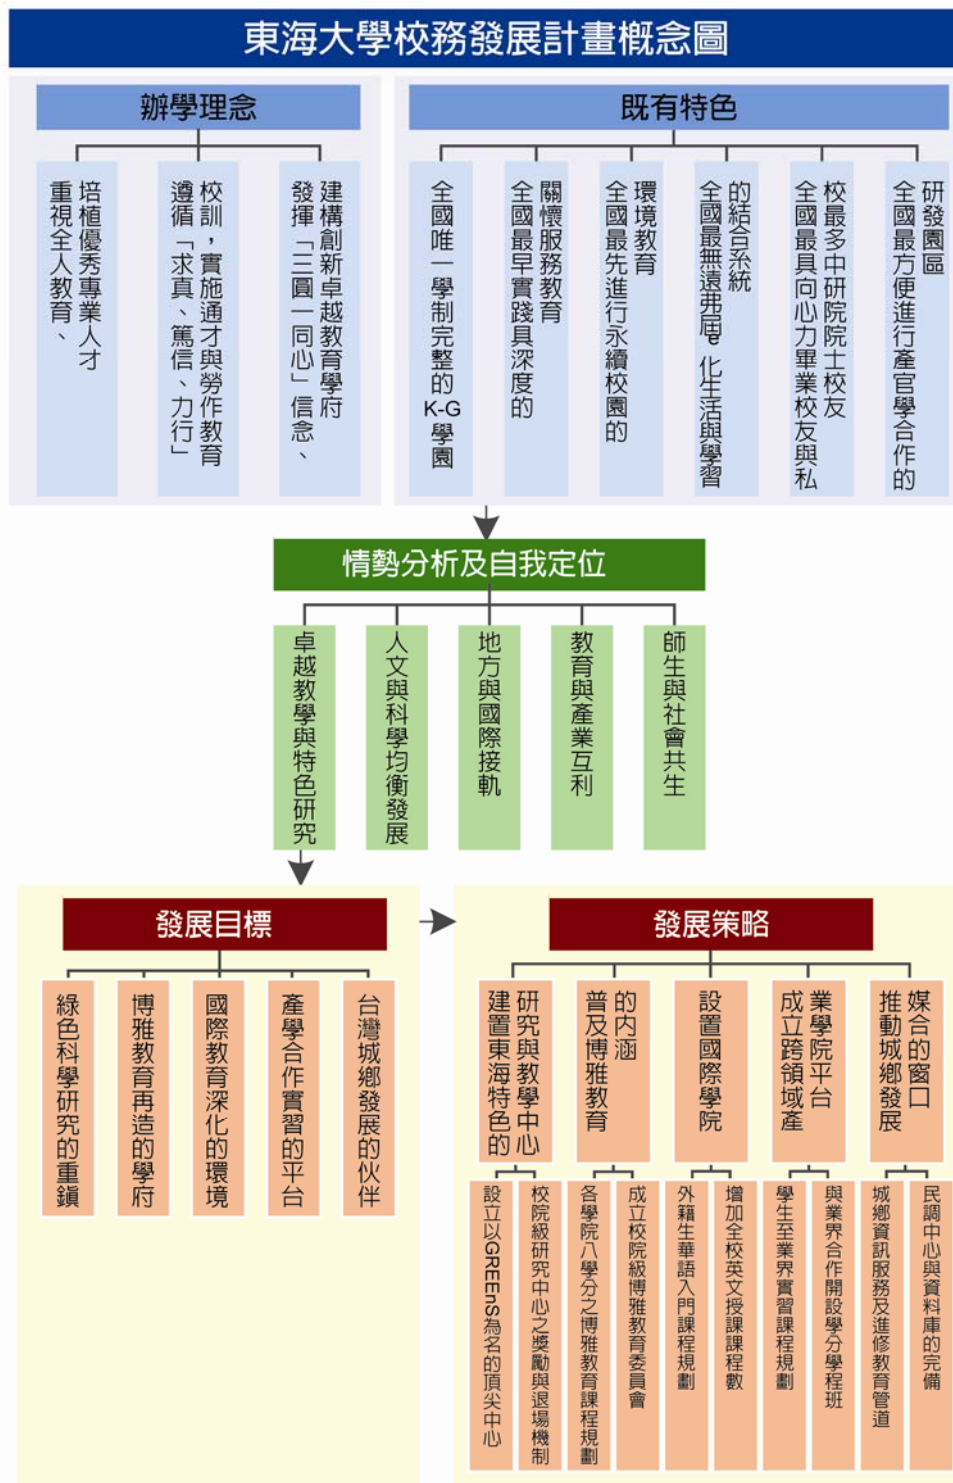 東海大學校務發展計畫概念圖
辦學理念
重視全人教育、
培植優秀專業人才
遵循「求真、篤信、力行」
校訓，實施通才與勞作教育
發揮「三圓一同心」信念、
建構創新卓越教育學府
既有特色
全國唯一學制完整的K-G學園
全國最早實踐具深度的
關懷服務教育
全國最先進行永續校園的
環境教育
全國最無遠弗屆e化生活與學習
的結合系統
全國最具向心力畢業校友與私
校最多中研院院士校友
全國最方便進行產官學合作的
研發園區
情勢分析及自我定位
卓越教學與特色研究
人文與科學均衡發展
地方與國際接軌
教育與產業互利
師生與社會共生
發展目標
綠色科學研究的重鎮
博雅教育再造的學府
國際教育深化的環境
產學合作實習的平台
台灣城鄉發展的伙伴
發展策略
建置東海特色的
研究與教學中心
普及博雅教育
的內涵
設置國際學院
成立跨領域產
業學院平台
推動城鄉發展
媒合的窗口
設立以GREEnS為名的頂尖中心
校院級研究中心之獎勵與退場機制
各學院八學分之博雅教育課程規劃
成立校院級博雅教育委員會
外籍生華語入門課程規劃
增加全校英文授課課程數
學生至業界實習課程規劃
與業界合作開設學分學程班
城鄉資訊服務及進修教育管道
民調中心與資料庫的完備